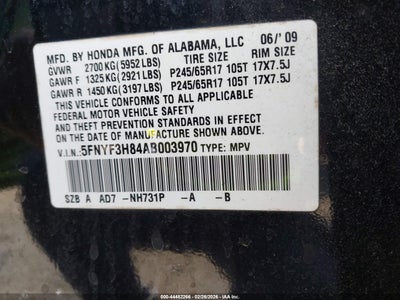 MFD. BY HONDA MFG. OF ALABAMA, LLC 06/'09
GVWR 2700 KG (5952 LBS) TIRE SIZE RIM SIZE
GAWR F 1325 KG (2921 LBS) P245/65R17 105T 17X7.5J
GAWR R 1450 KG (3197 LBS) P245/65R17 105T 17X7.5J
THIS VEHICLE CONFORMS TO ALL APPLICABLE
FEDERAL MOTOR VEHICLE SAFETY
AND THEFT PREVENTION STANDARDS IN EFFECT
ON THE DATE OF MANUFACTURE SHOWN ABOVE.
V.I.N.: 5FNYF3H84AB003970 TYPE: MPV
SZB A AD7 -NH731P -A -B
000-44482266 - 02/28/2026 - IAA Inc.